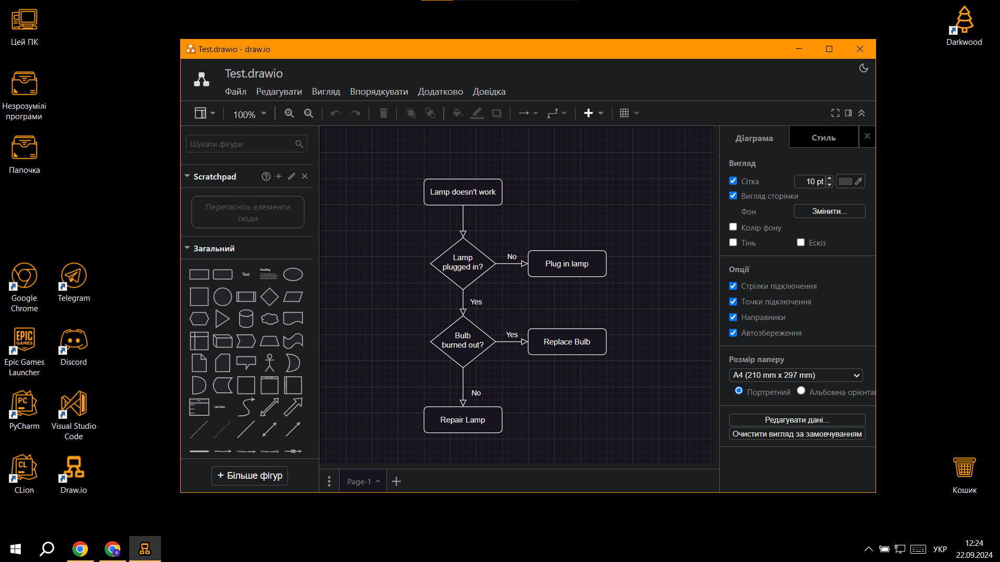 Цей ПК
Незрозумілі
програми
Папочка
Google
Chrome
Telegram
Epic Games
Launcher
Discord
PyCharm
Visual Studio
Code
CLion
Draw.io
Darkwood
Кошик
Test.drawio - draw.io
Test.drawio
Файл Редагувати Вигляд Впорядкувати Додатково Довідка
100%
Шукати фігури
Scratchpad
Перетягніть елементи
сюди
Загальний
Text
Heading
List Item
+ Більше фігур
Lamp doesn't work
Lamp
plugged in?
No
Plug in lamp
Yes
Bulb
burned out?
Yes
Replace Bulb
No
Repair Lamp
Page-1
Діаграма
Стиль
Вигляд
Сітка
10 pt
Вигляд сторінки
Фон
Змінити...
Колір фону
Тінь
Ескіз
Опції
Стрілки підключення
Точки підключення
Направники
Автозбереження
Розмір паперу
A4 (210 mm x 297 mm)
Портретний
Альбомна орієнта
Редагувати дані...
Очистити вигляд за замовчуванням
EPIC
GAMES
PC
CL
Я
УКР
12:24
22.09.2024